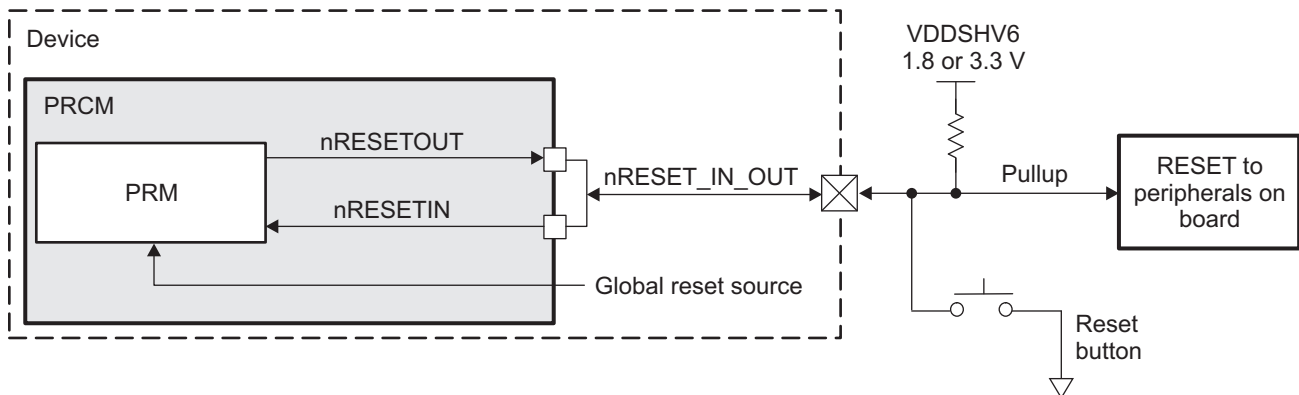 Device
VDDSHV6
1.8 or 3.3 V
PRCM
nRESETOUT
PRM
nRESET_IN_OUT
Pullup
RESET to
peripherals on
board
nRESETIN
Global reset source
Reset
button